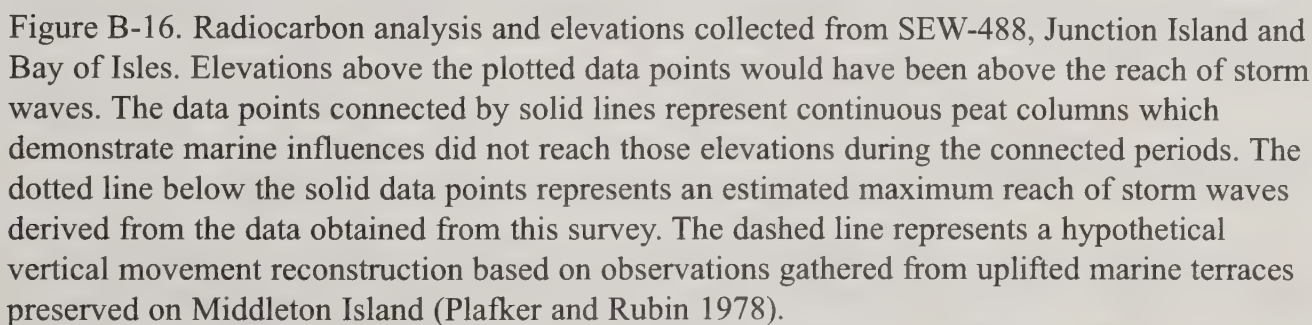 Figure B-16. Radiocarbon analysis and elevations collected from SEW-488, Junction Island and
Bay of Isles. Elevations above the plotted data points would have been above the reach of storm
waves. The data points connected by solid lines represent continuous peat columns which
demonstrate marine influences did not reach those elevations during the connected periods. The
dotted line below the solid data points represents an estimated maximum reach of storm waves
derived from the data obtained from this survey. The dashed line represents a hypothetical
vertical movement reconstruction based on observations gathered from uplifted marine terraces
preserved on Middleton Island (Plafker and Rubin 1978).